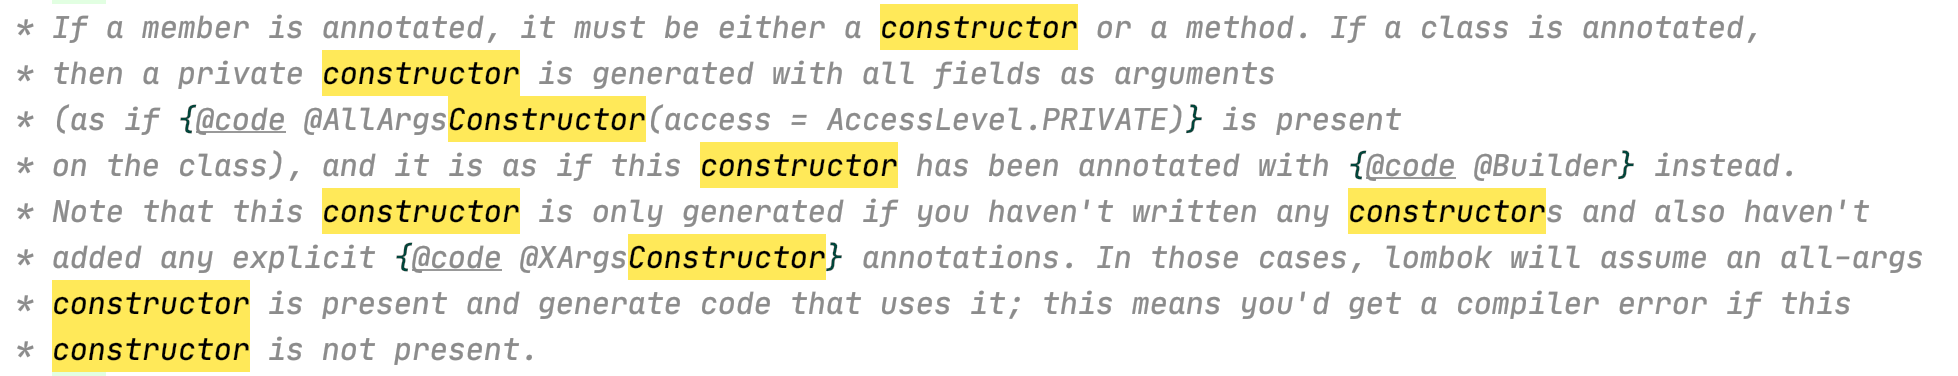 * If a member is annotated, it must be either a constructor or a method. If a class is annotated,
* then a private constructor is generated with all fields as arguments
* (as if {@code @AllArgsConstructor(access = AccessLevel.PRIVATE)} is present
* on the class), and it is as if this constructor has been annotated with {@code @Builder} instead.
* Note that this constructor is only generated if you haven't written any constructors and also haven't
* added any explicit {@code @XArgsConstructor} annotations. In those cases, lombok will assume an all-args
* constructor is present and generate code that uses it; this means you'd get a compiler error if this
* constructor is not present.